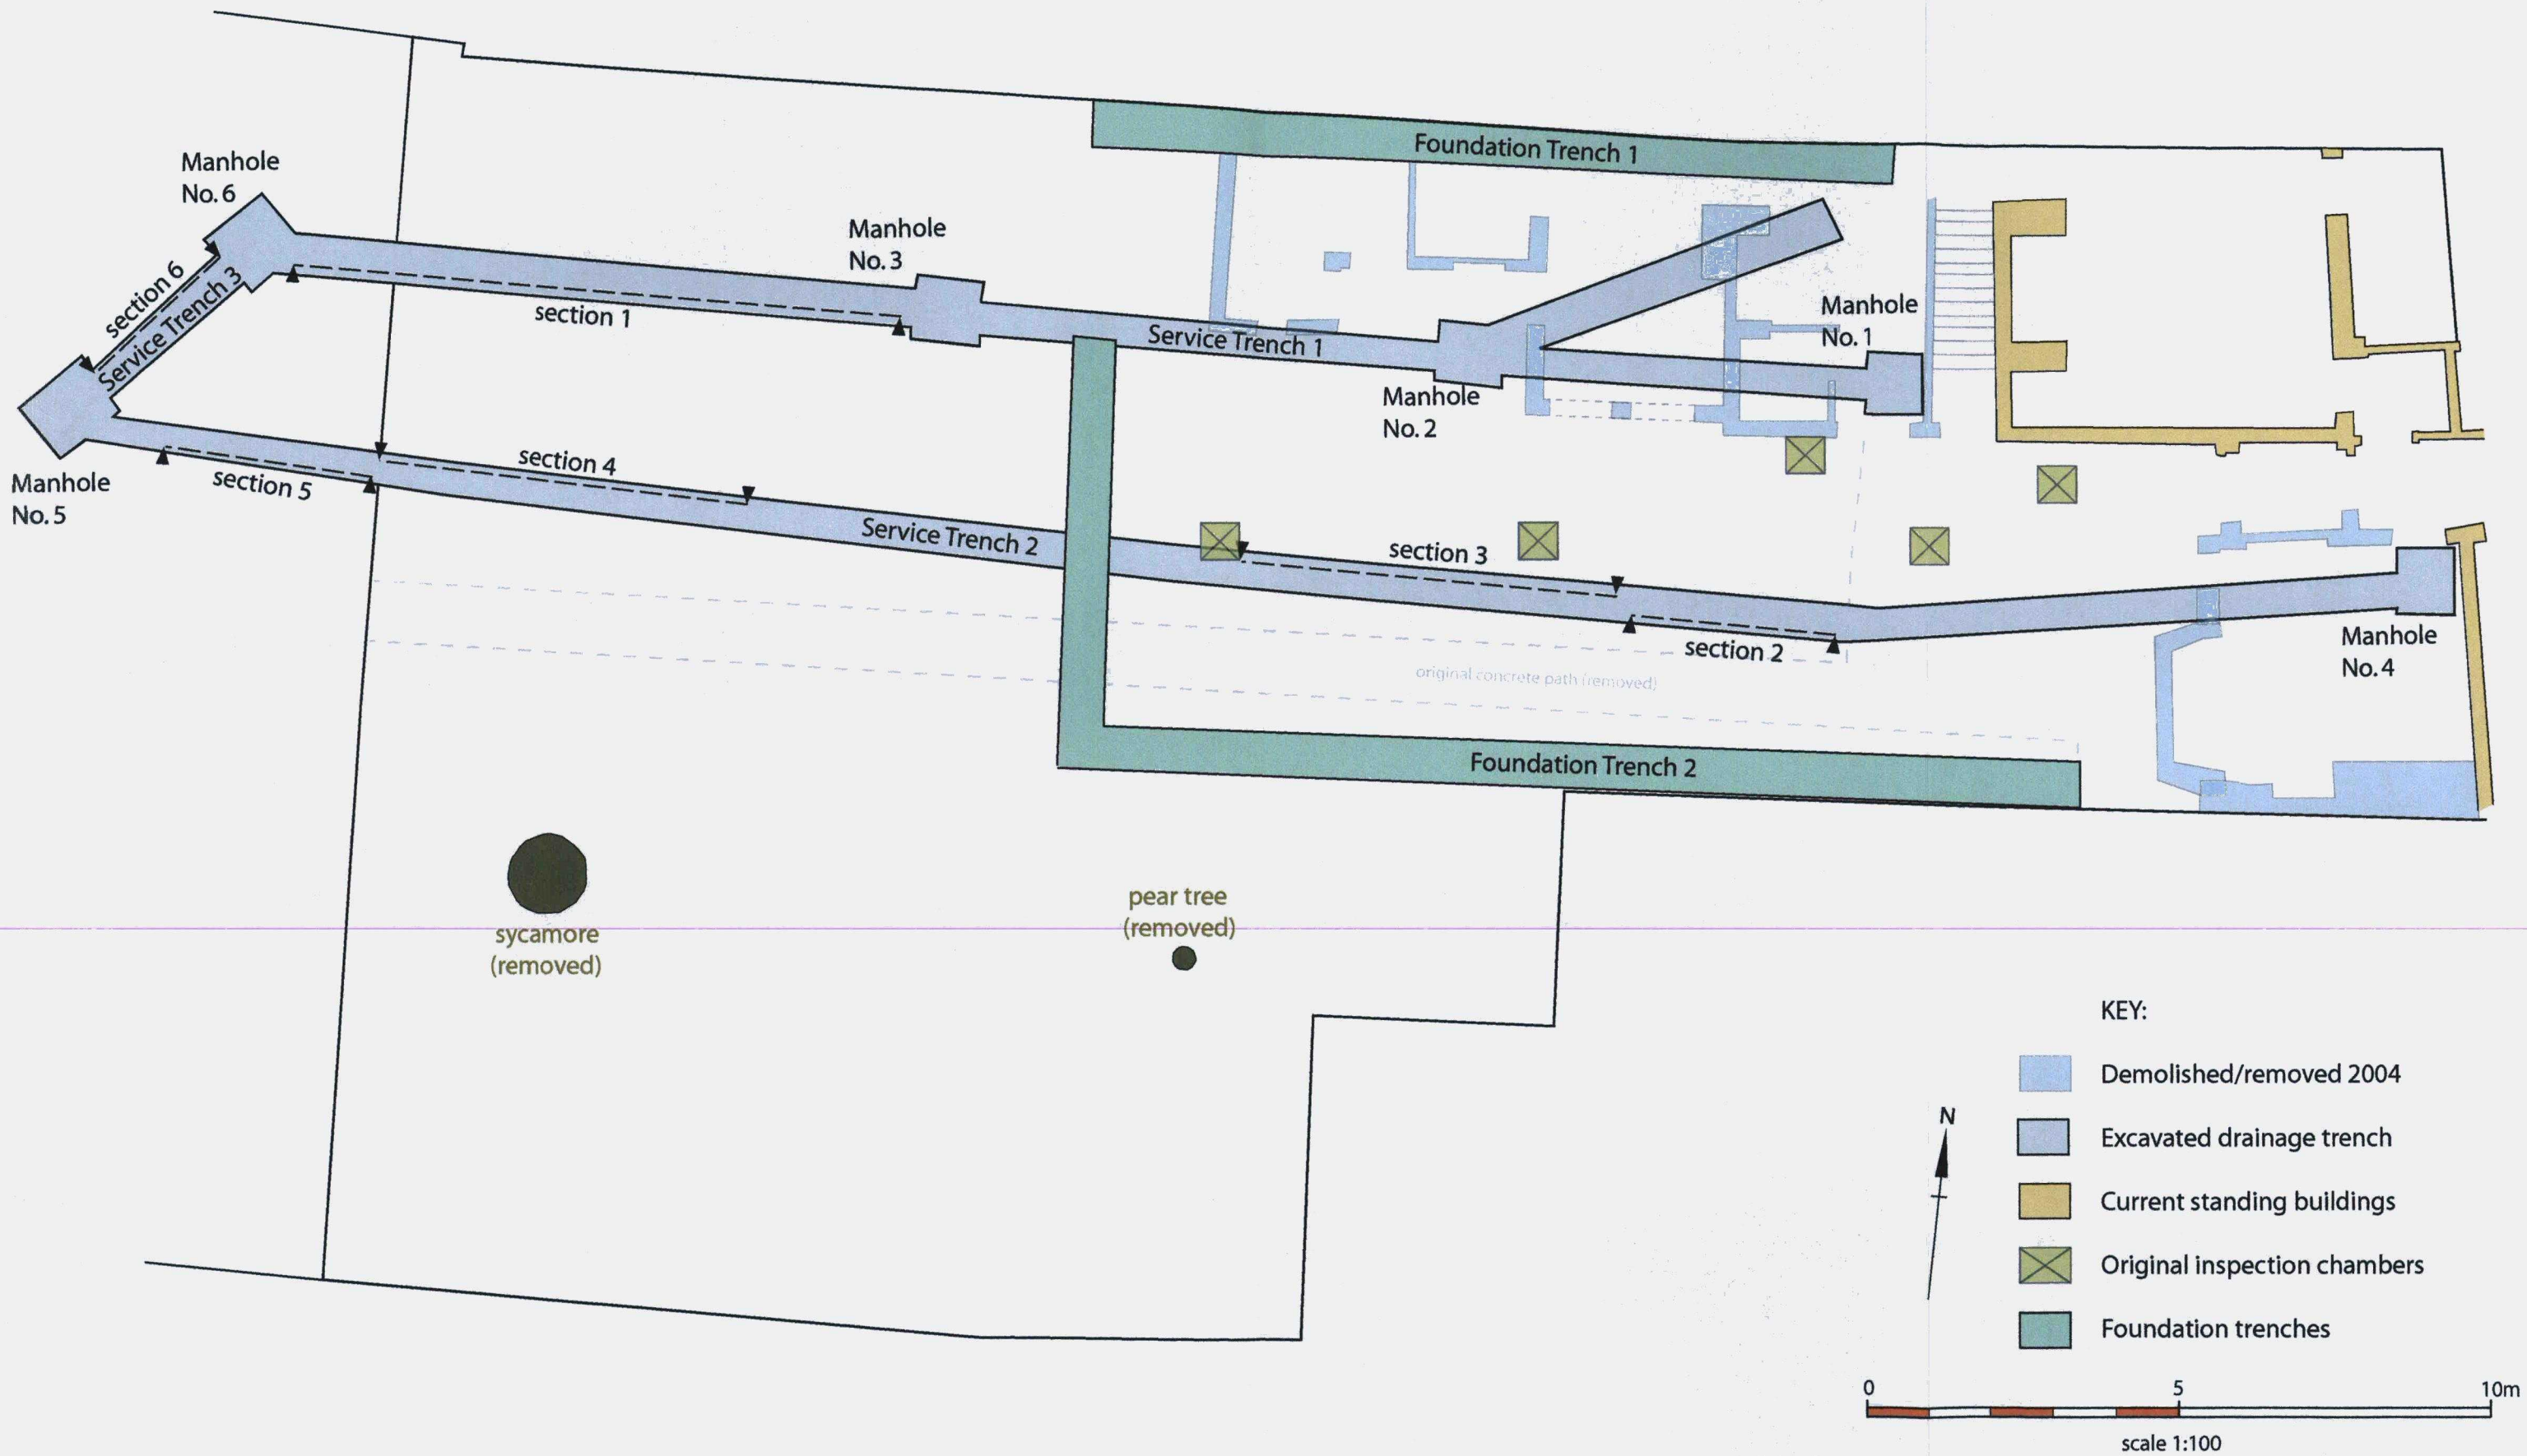 Manhole
No. 6
section 6
Service Trench 3
Manhole
No. 5
section 1
Manhole
No. 3
Foundation Trench 1
Service Trench 1
Manhole
No. 2
Manhole
No. 1
section 5
section 4
Service Trench 2
section 3
section 2
original concrete path (removed)
Manhole
No. 4
Foundation Trench 2
sycamore
(removed)
pear tree
(removed)
N
KEY:
Demolished/removed 2004
Excavated drainage trench
Current standing buildings
Original inspection chambers
Foundation trenches
0 5 10m
scale 1:100